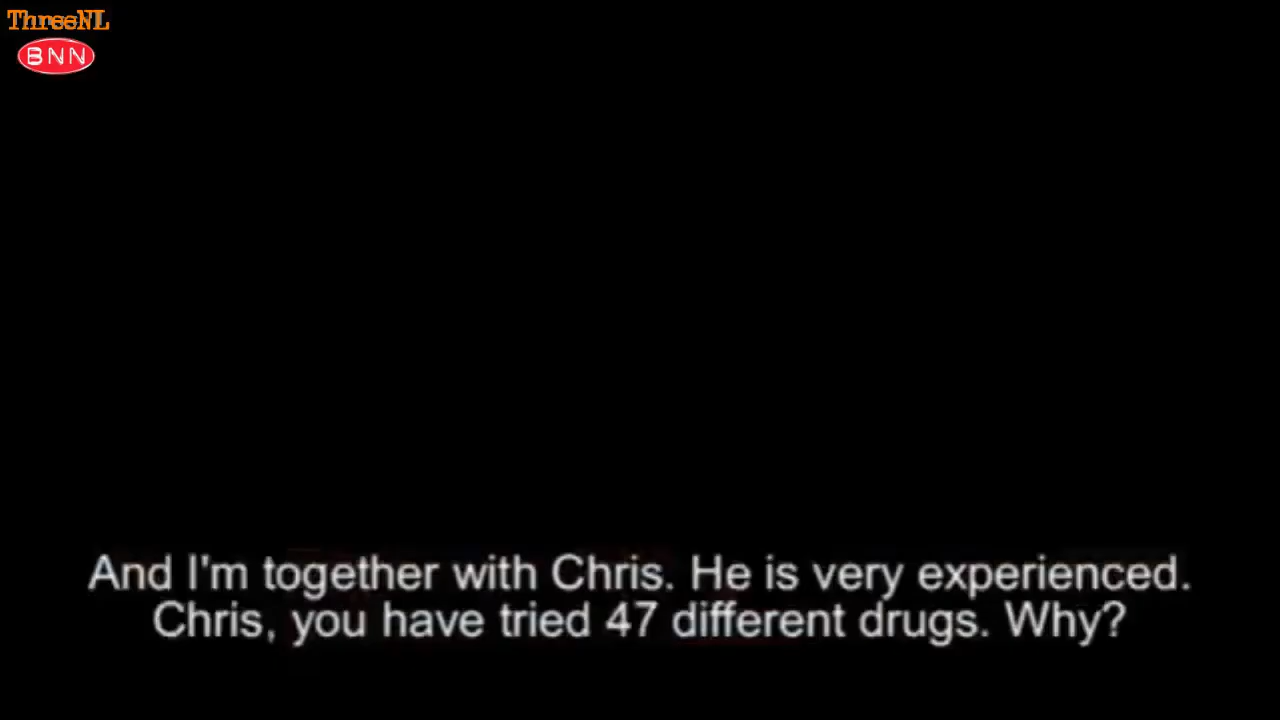 ThreeNL
BNN
And I'm together with Chris. He is very experienced.
Chris, you have tried 47 different drugs. Why?